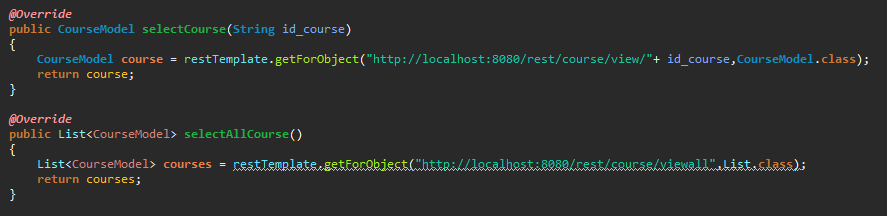 @Override
public CourseModel selectCourse(String id_course)
{
    CourseModel course = restTemplate.getForObject("http://localhost:8080/rest/course/view/"+ id_course,CourseModel.class);
    return course;
}
@Override
public List<CourseModel> selectAllCourse()
{
    List<CourseModel> courses = restTemplate.getForObject("http://localhost:8080/rest/course/viewall",List.class);
    return courses;
}